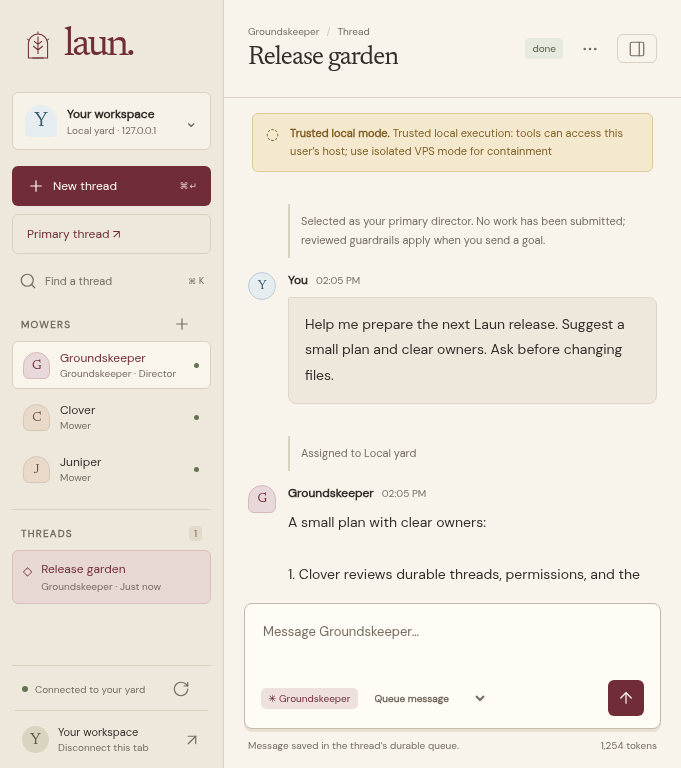 laun.
Y
Your workspace
Local yard · 127.0.0.1
+ New thread ⌘↵
Primary thread ↗
Find a thread ⌘ K
MOWERS +
G
Groundskeeper
Groundskeeper · Director
C
Clover
Mower
J
Juniper
Mower
THREADS 1
Release garden
Groundskeeper · Just now
Connected to your yard
Y
Your workspace
Disconnect this tab
Groundskeeper / Thread
Release garden
done
Trusted local mode. Trusted local execution: tools can access this
user's host; use isolated VPS mode for containment
Selected as your primary director. No work has been submitted;
reviewed guardrails apply when you send a goal.
Y
You 02:05 PM
Help me prepare the next Laun release. Suggest a
small plan and clear owners. Ask before changing
files.
Assigned to Local yard
G
Groundskeeper 02:05 PM
A small plan with clear owners:
1. Clover reviews durable threads, permissions, and the
Message Groundskeeper...
✳ Groundskeeper Queue message
Message saved in the thread's durable queue. 1,254 tokens